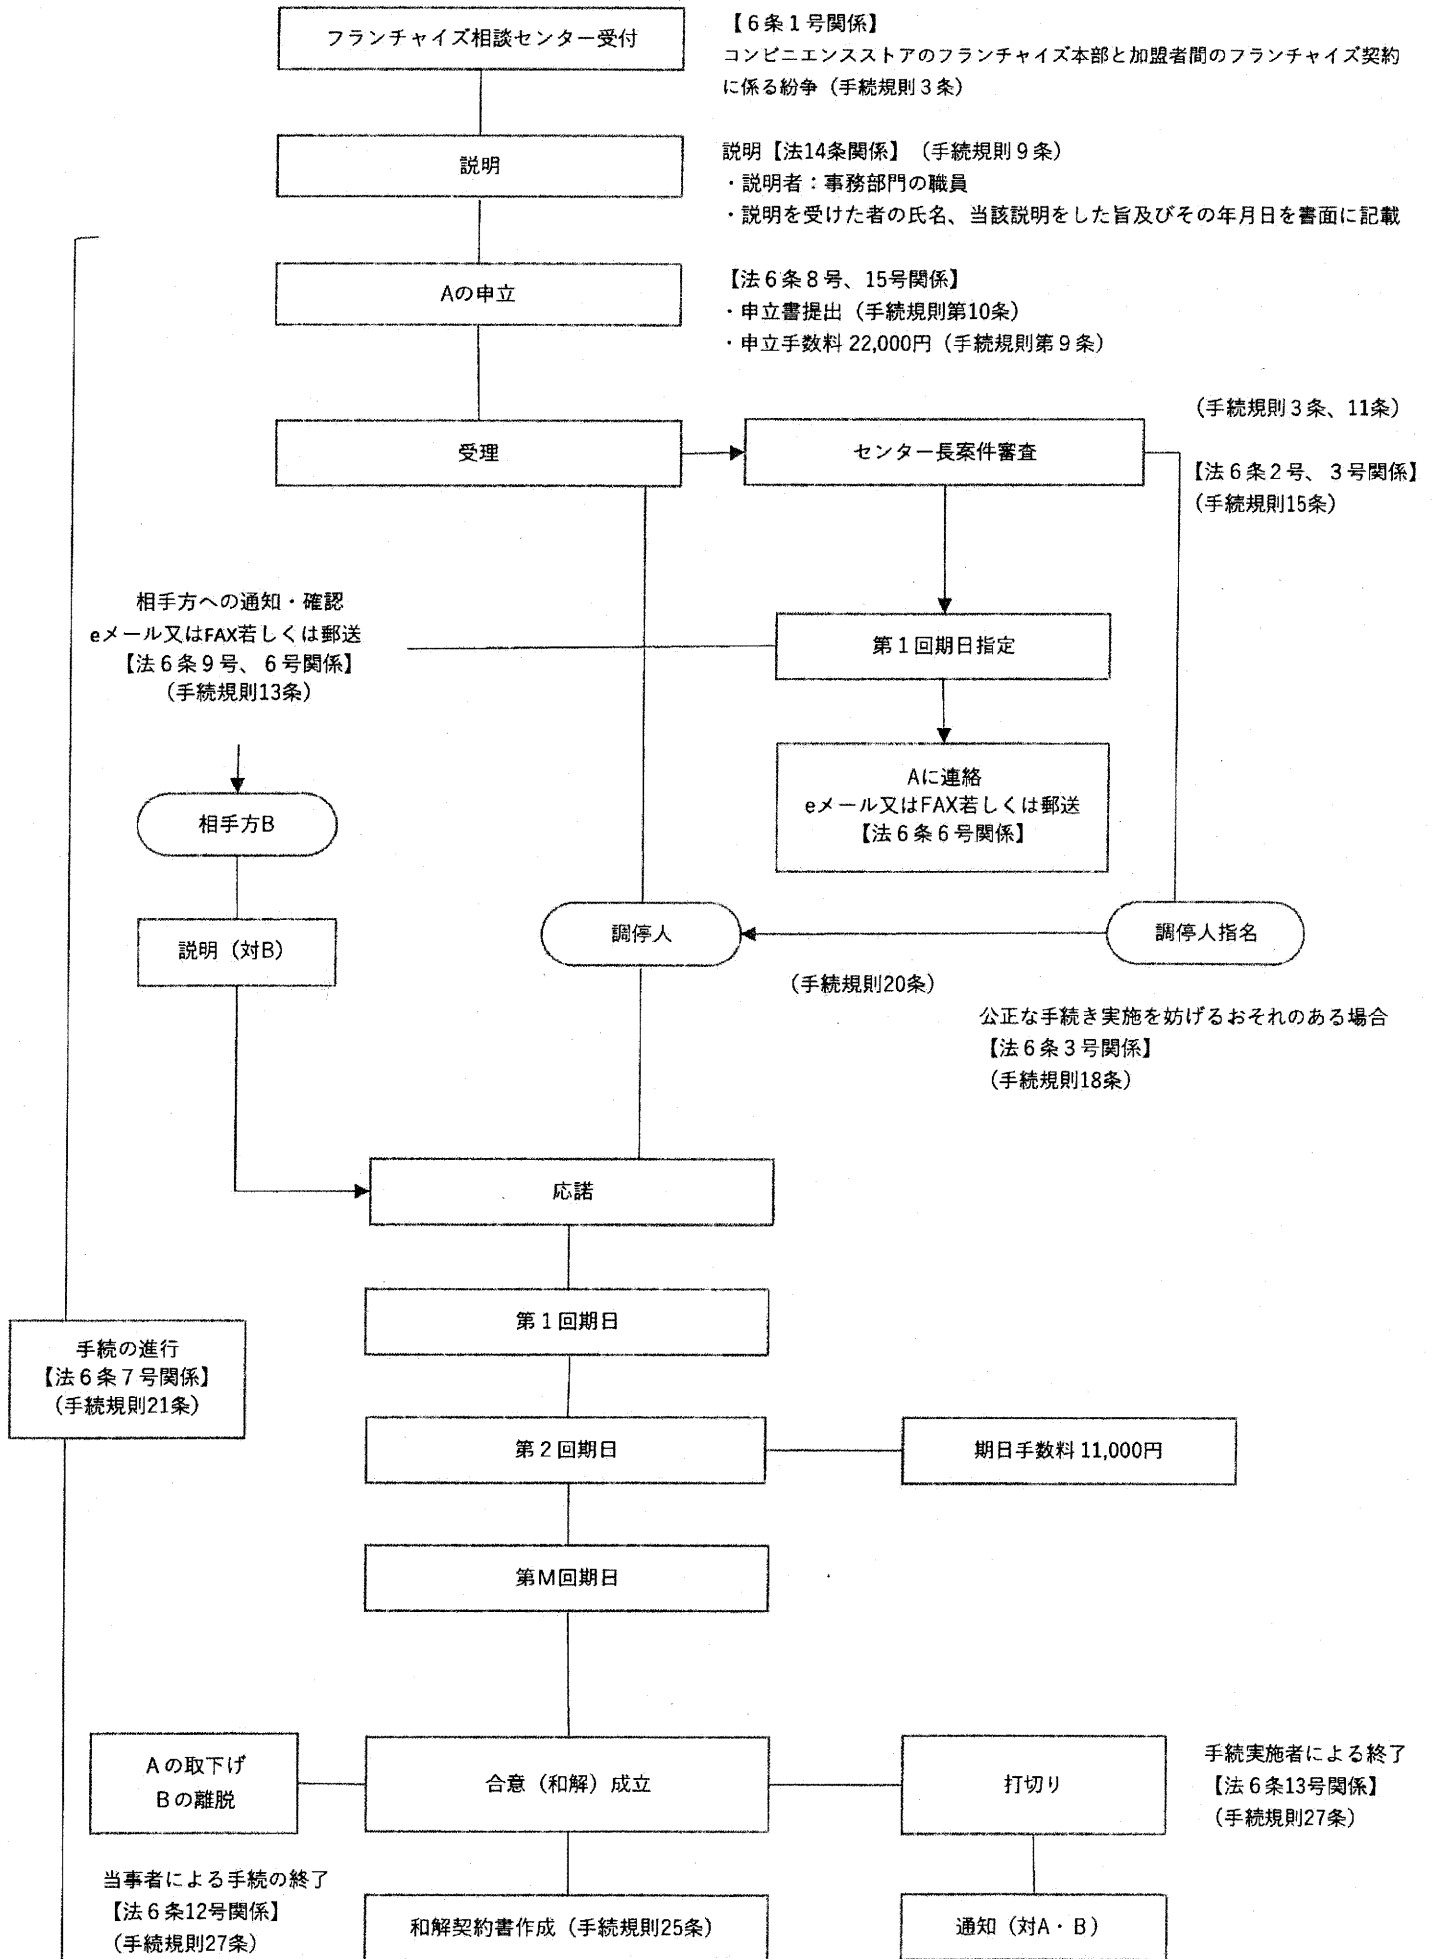 フランチャイズ相談センター受付
【６条１号関係】
コンビニエンスストアのフランチャイズ本部と加盟者間のフランチャイズ契約
に係る紛争（手続規則３条）
説明
説明【法14条関係】（手続規則９条）
・説明者：事務部門の職員
・説明を受けた者の氏名、当該説明をした旨及びその年月日を書面に記載
Aの申立
【法６条８号、15号関係】
・申立書提出（手続規則第10条）
・申立手数料 22,000円（手続規則第９条）
受理
センター長案件審査
（手続規則３条、11条）
【法６条２号、３号関係】
（手続規則15条）
相手方への通知・確認
eメール又はFAX若しくは郵送
【法６条９号、６号関係】
（手続規則13条）
第１回期日指定
Aに連絡
eメール又はFAX若しくは郵送
【法６条６号関係】
相手方B
説明（対B）
調停人
調停人指名
（手続規則20条）
公正な手続き実施を妨げるおそれのある場合
【法６条３号関係】
（手続規則18条）
応諾
第１回期日
手続の進行
【法６条７号関係】
（手続規則21条）
第２回期日
期日手数料 11,000円
第M回期日
Ａの取下げ
Ｂの離脱
合意（和解）成立
打切り
手続実施者による終了
【法６条13号関係】
（手続規則27条）
当事者による手続の終了
【法６条12号関係】
（手続規則27条）
和解契約書作成（手続規則25条）
通知（対A・B）